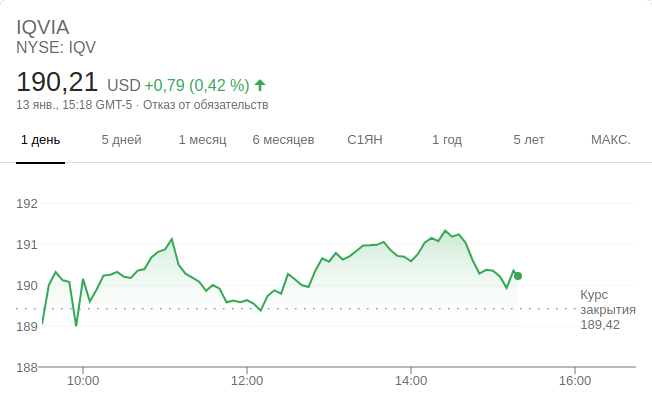 IQVIA
NYSE: IQV
190,21 USD +0,79 (0,42 %)
13 янв., 15:18 GMT-5 · Отказ от обязательств
1 день 5 дней 1 месяц 6 месяцев С1ЯН 1 год 5 лет МАКС.
192
191
190
189
188
Курс
закрытия
189,42
10:00 12:00 14:00 16:00